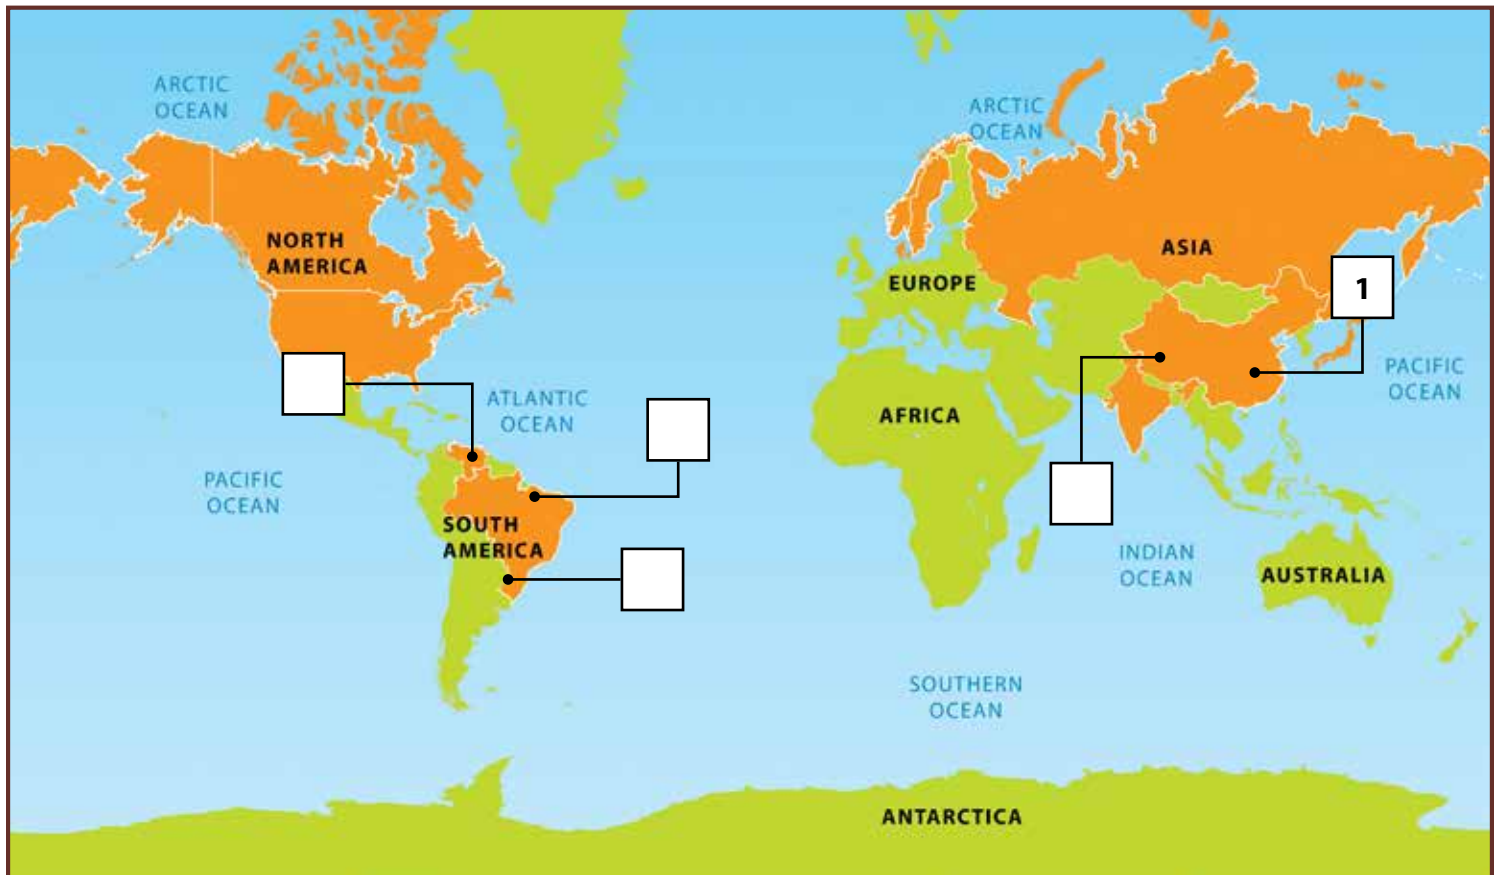 ARCTIC
OCEAN
ARCTIC
OCEAN
NORTH
AMERICA
ASIA
EUROPE
1
ATLANTIC
OCEAN
PACIFIC
OCEAN
AFRICA
PACIFIC
OCEAN
SOUTH
AMERICA
INDIAN
OCEAN
AUSTRALIA
SOUTHERN
OCEAN
ANTARCTICA